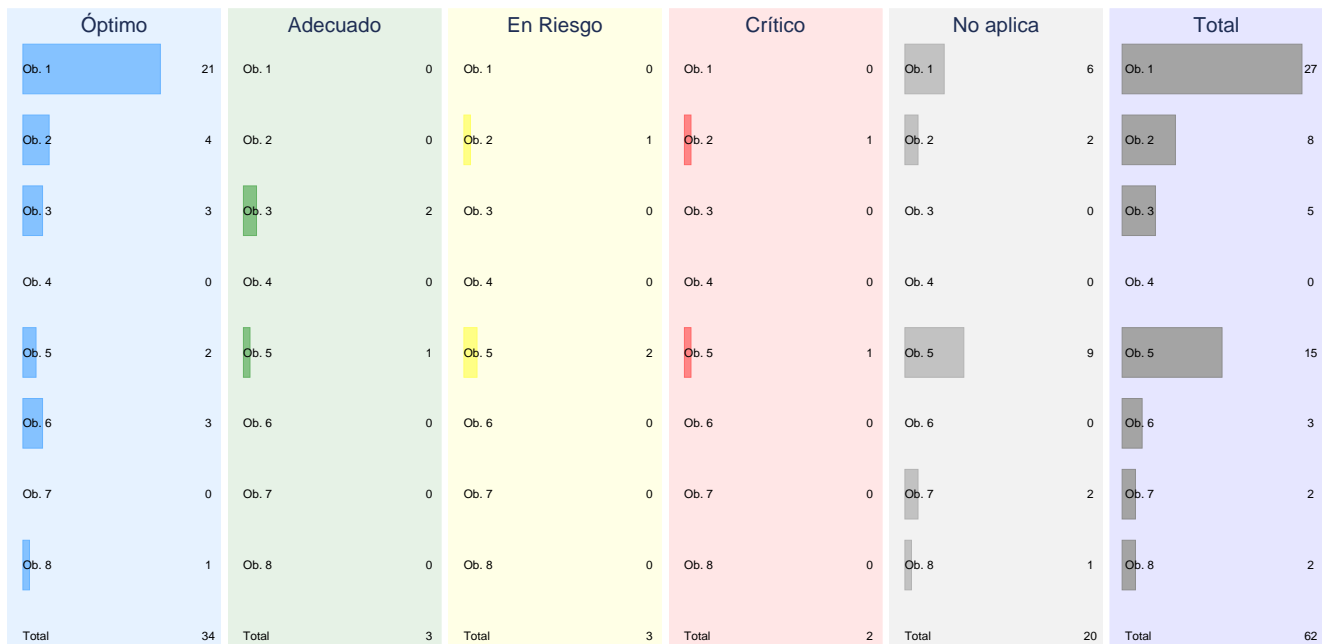 Óptimo Adecuado En Riesgo Crítico No aplica Total
Ob. 1 21 Ob. 1 0 Ob. 1 0 Ob. 1 0 Ob. 1 6 Ob. 1 27
Ob. 2 4 Ob. 2 0 Ob. 2 1 Ob. 2 1 Ob. 2 2 Ob. 2 8
Ob. 3 3 Ob. 3 2 Ob. 3 0 Ob. 3 0 Ob. 3 0 Ob. 3 5
Ob. 4 0 Ob. 4 0 Ob. 4 0 Ob. 4 0 Ob. 4 0 Ob. 4 0
Ob. 5 2 Ob. 5 1 Ob. 5 2 Ob. 5 1 Ob. 5 9 Ob. 5 15
Ob. 6 3 Ob. 6 0 Ob. 6 0 Ob. 6 0 Ob. 6 0 Ob. 6 3
Ob. 7 0 Ob. 7 0 Ob. 7 0 Ob. 7 0 Ob. 7 2 Ob. 7 2
Ob. 8 1 Ob. 8 0 Ob. 8 0 Ob. 8 0 Ob. 8 1 Ob. 8 2
Total 34 Total 3 Total 3 Total 2 Total 20 Total 62